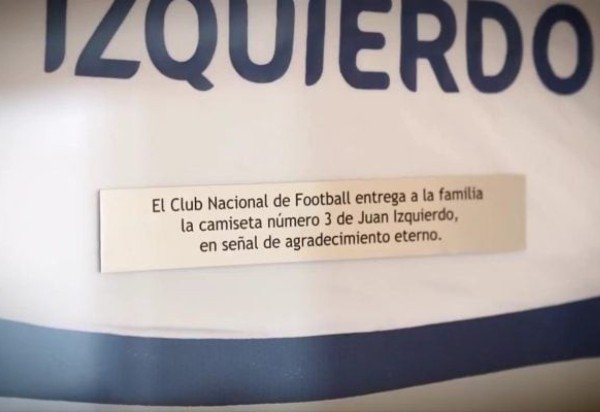 IZQUIERDO
El Club Nacional de Football entrega a la familia
la camiseta número 3 de Juan Izquierdo,
en señal de agradecimiento eterno.